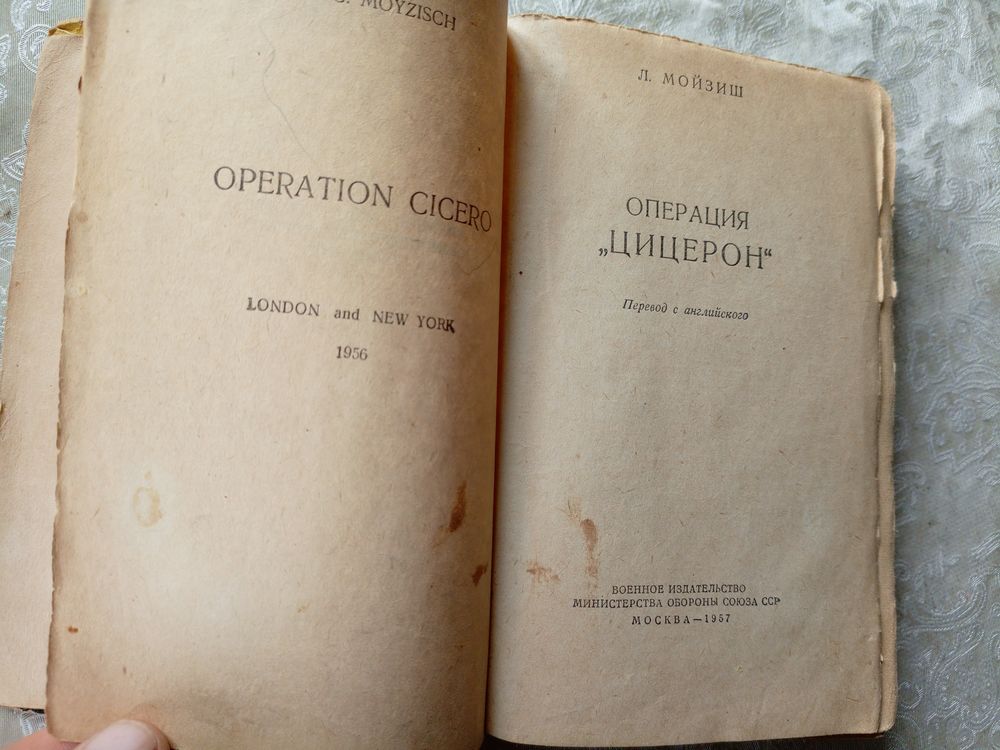 MOYZISCH
OPERATION CICERO
LONDON and NEW YORK
1956
Л. МОЙЗИШ
ОПЕРАЦИЯ
„ЦИЦЕРОН“
Перевод с английского
ВОЕННОЕ ИЗДАТЕЛЬСТВО
МИНИСТЕРСТВА ОБОРОНЫ СОЮЗА ССР
МОСКВА—1957